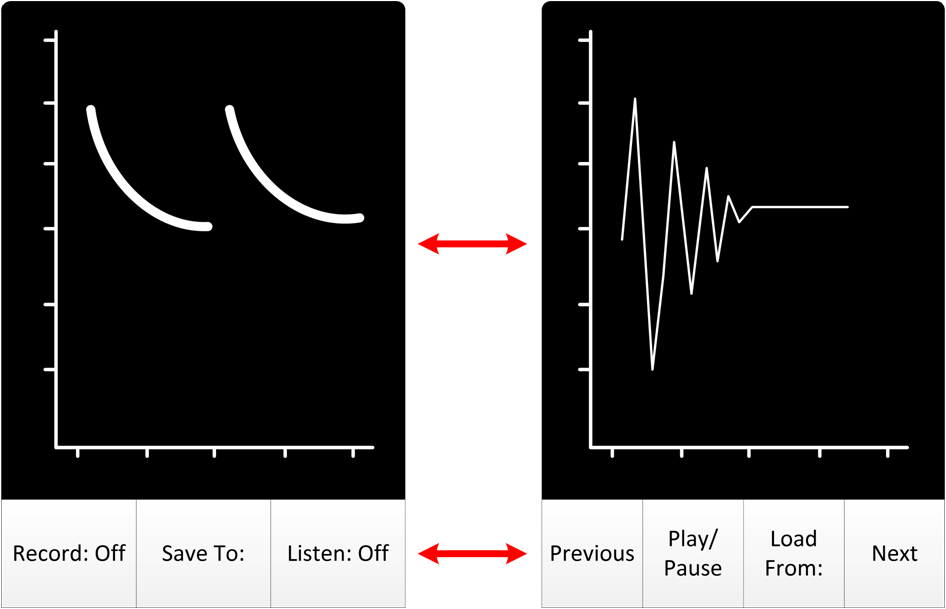 Record: Off
Save To:
Listen: Off
Previous
Play/
Pause
Load
From:
Next